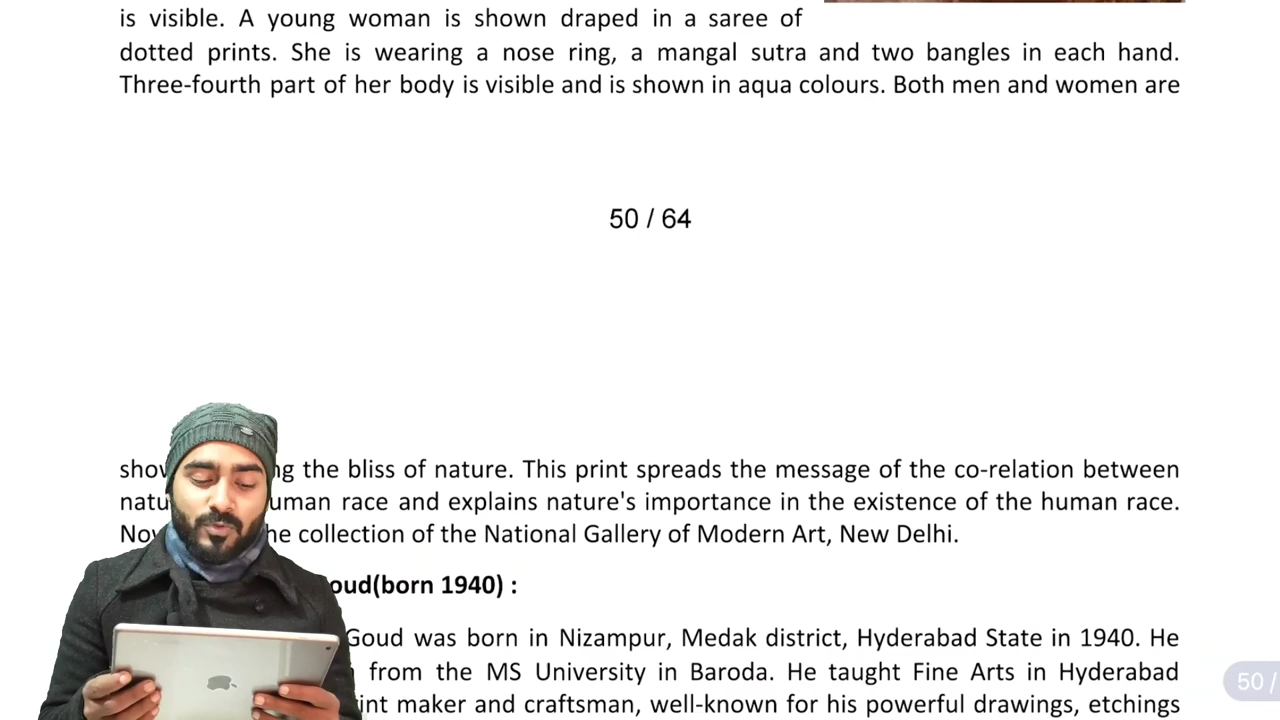 is visible. A young woman is shown draped in a saree of
dotted prints. She is wearing a nose ring, a mangal sutra and two bangles in each hand.
Three-fourth part of her body is visible and is shown in aqua colours. Both men and women are
50 / 64
the bliss of nature. This print spreads the message of the co-relation between
race and explains nature's importance in the existence of the human race.
collection of the National Gallery of Modern Art, New Delhi.
oud(born 1940) :
Goud was born in Nizampur, Medak district, Hyderabad State in 1940. He
from the MS University in Baroda. He taught Fine Arts in Hyderabad
maker and craftsman, well-known for his powerful drawings, etchings
50 /